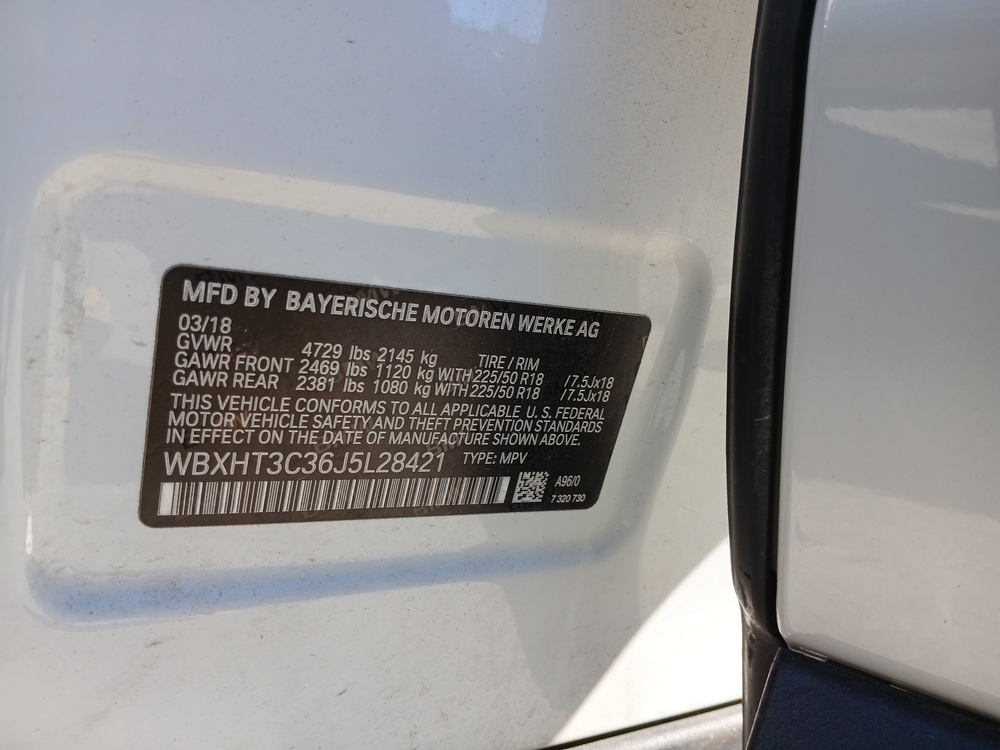 MFD BY BAYERISCHE MOTOREN WERKE AG
03/18
GVWR 4729 lbs 2145 kg TIRE / RIM
GAWR FRONT 2469 lbs 1120 kg WITH 225/50 R18 /7.5Jx18
GAWR REAR 2381 lbs 1080 kg WITH 225/50 R18 /7.5Jx18
THIS VEHICLE CONFORMS TO ALL APPLICABLE U. S. FEDERAL
MOTOR VEHICLE SAFETY AND THEFT PREVENTION STANDARDS
IN EFFECT ON THE DATE OF MANUFACTURE SHOWN ABOVE.
WBXHT3C36J5L28421 TYPE: MPV
A96/0
7 320 730